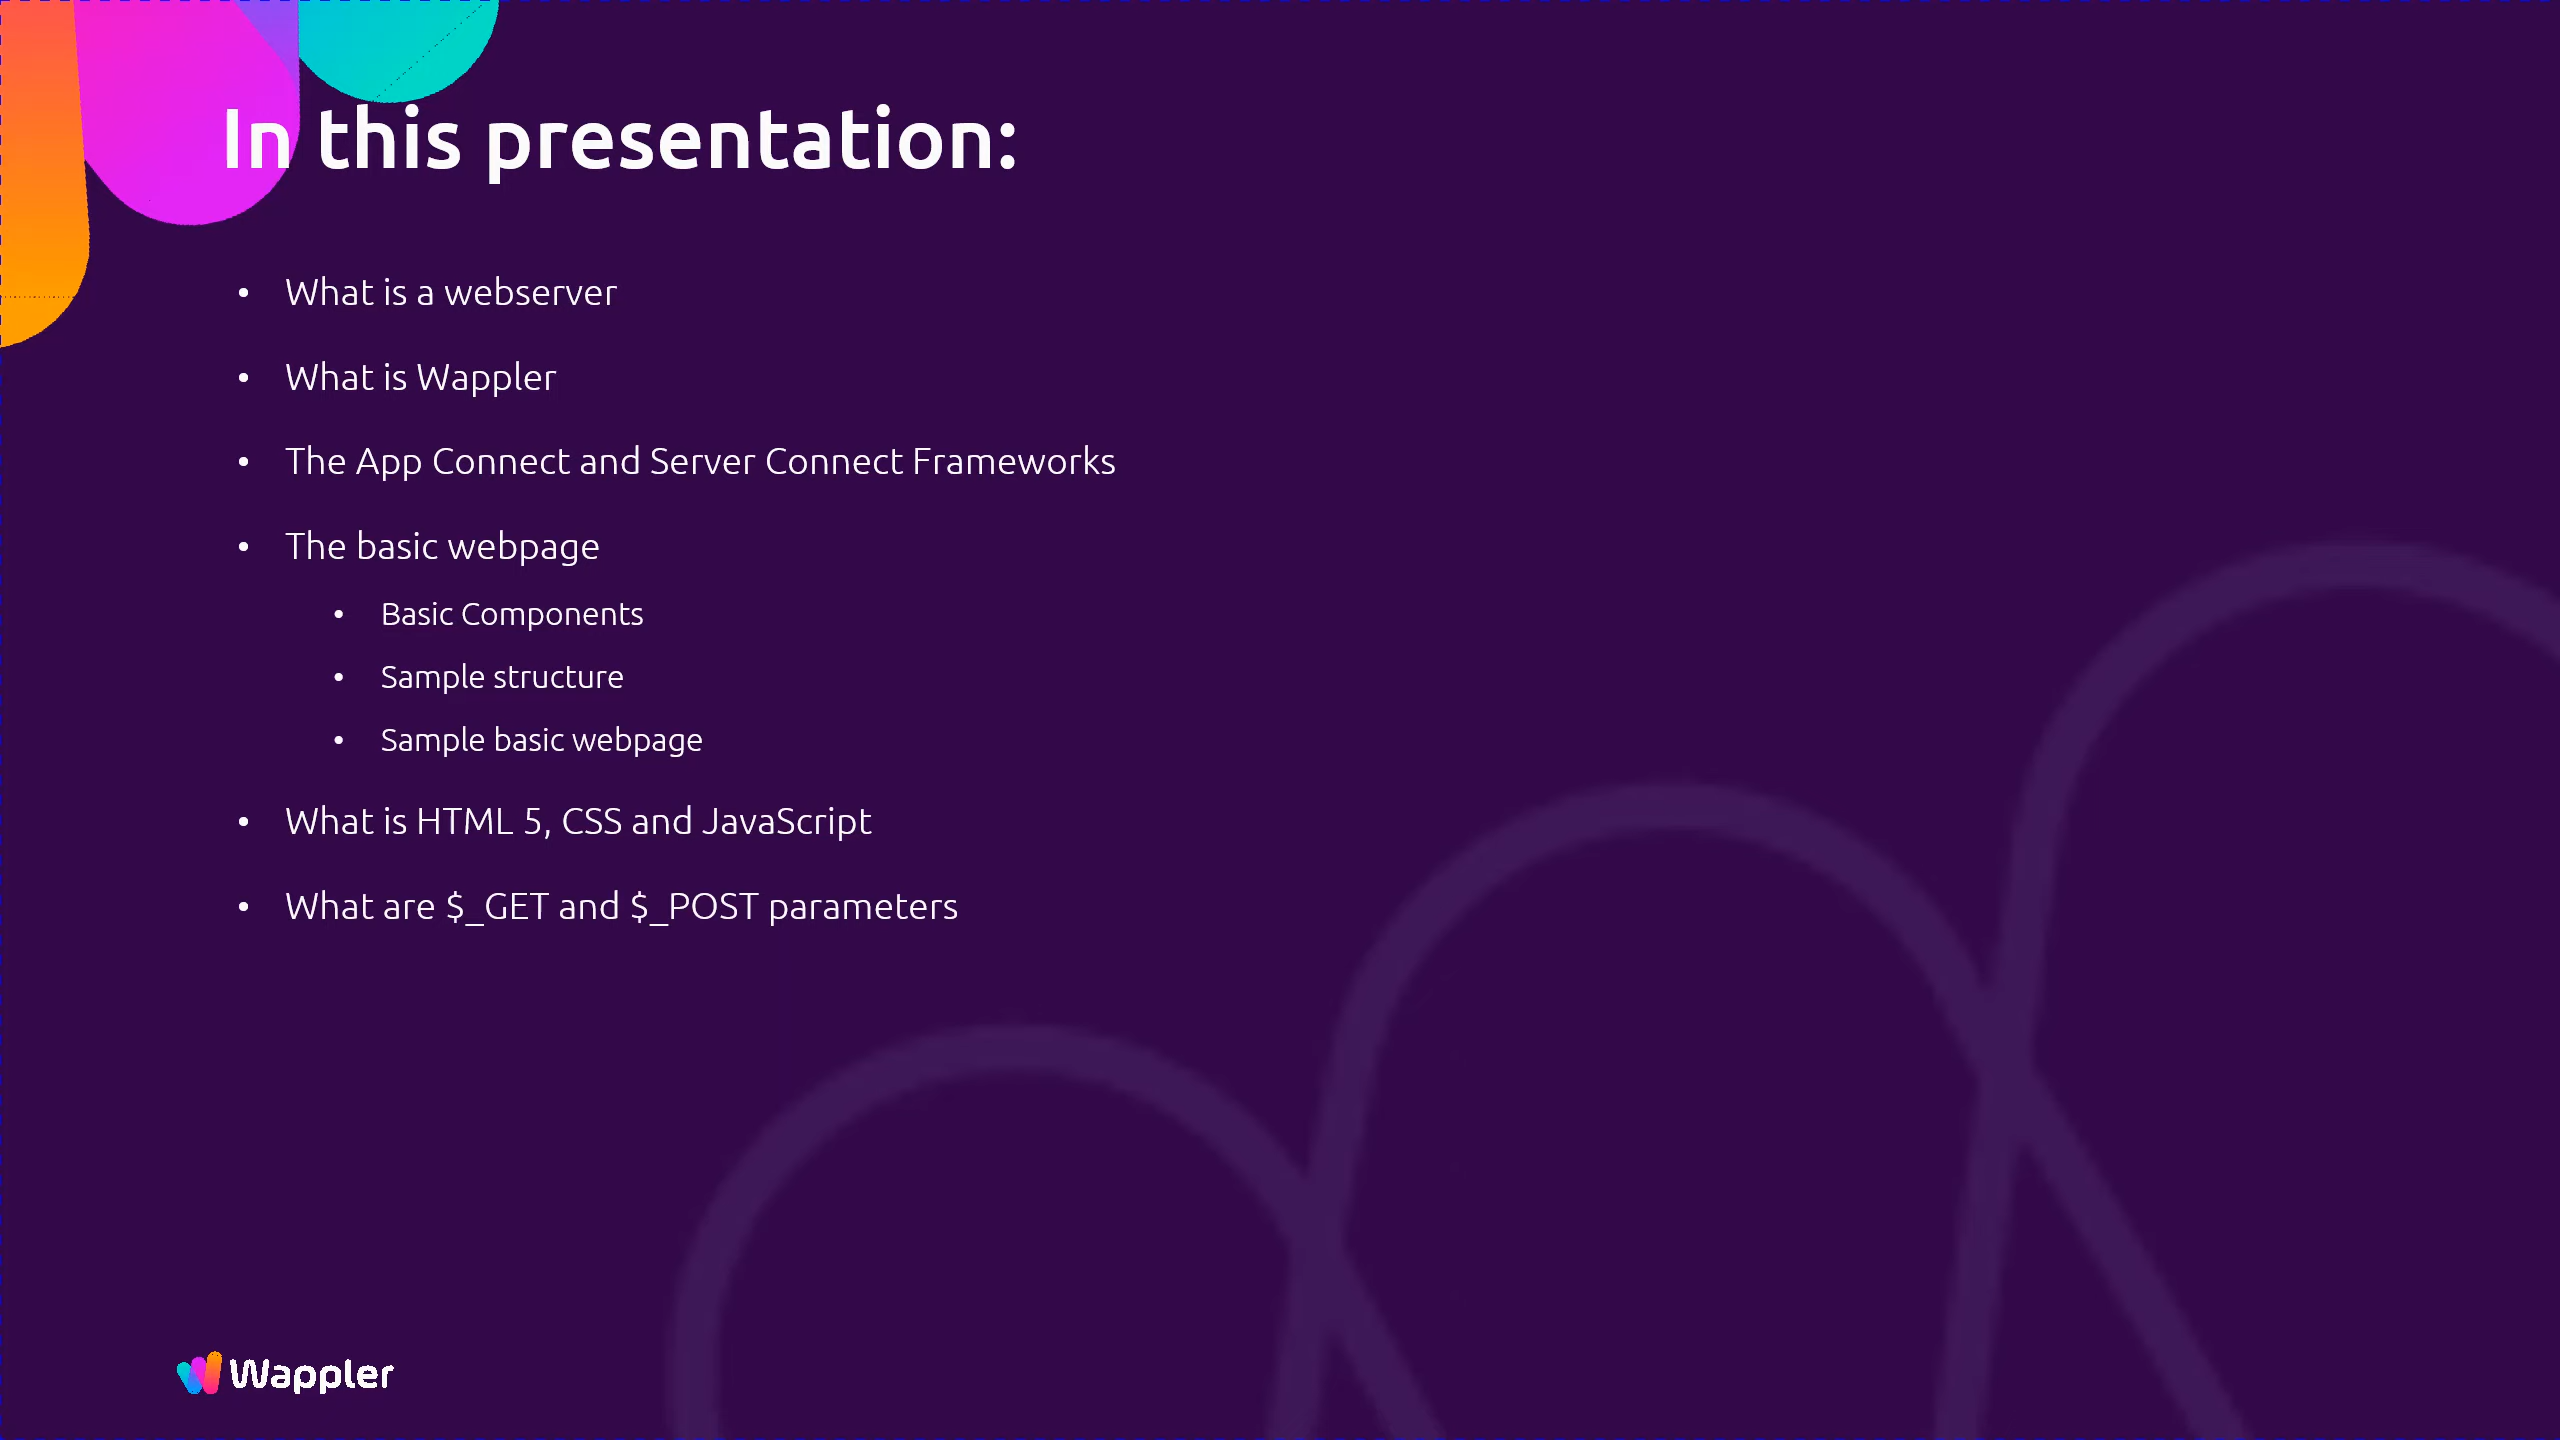 In this presentation:
• What is a webserver
• What is Wappler
• The App Connect and Server Connect Frameworks
• The basic webpage
• Basic Components
• Sample structure
• Sample basic webpage
• What is HTML 5, CSS and JavaScript
• What are $_GET and $_POST parameters
Wappler